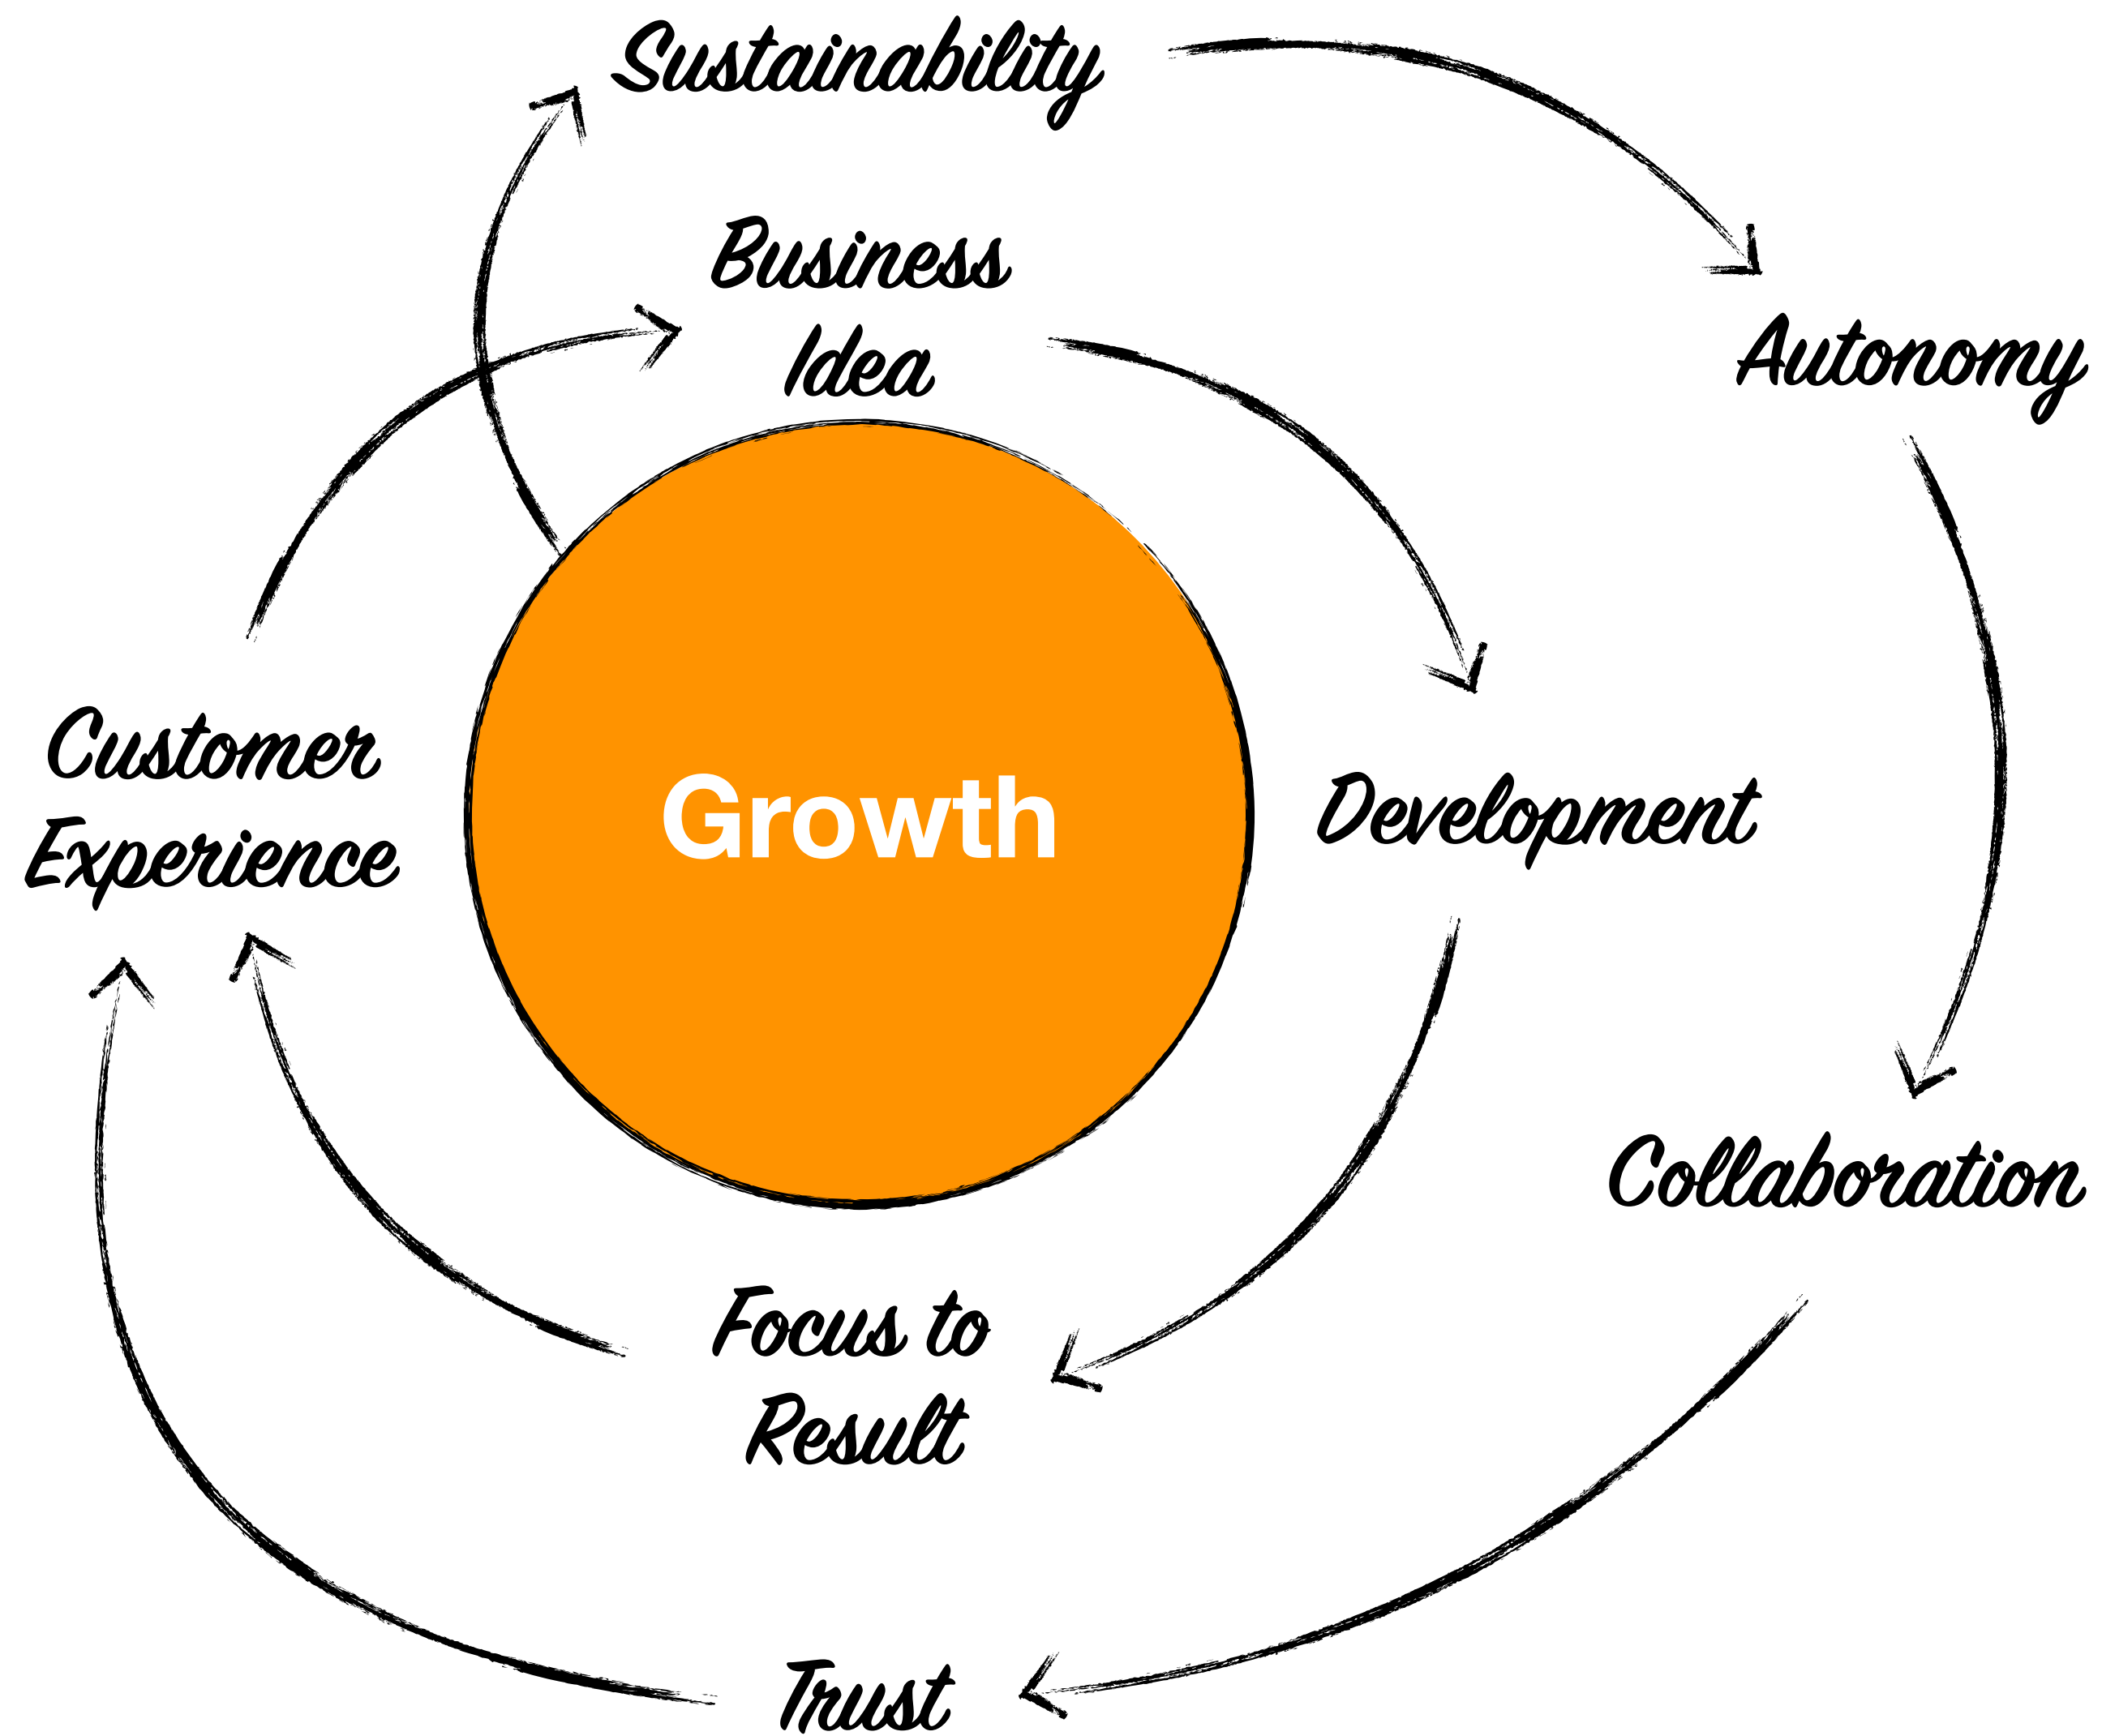 Sustainability
Business
Idea
Autonomy
Customer
Experience
Growth
Development
Collaboration
Focus to
Result
Trust